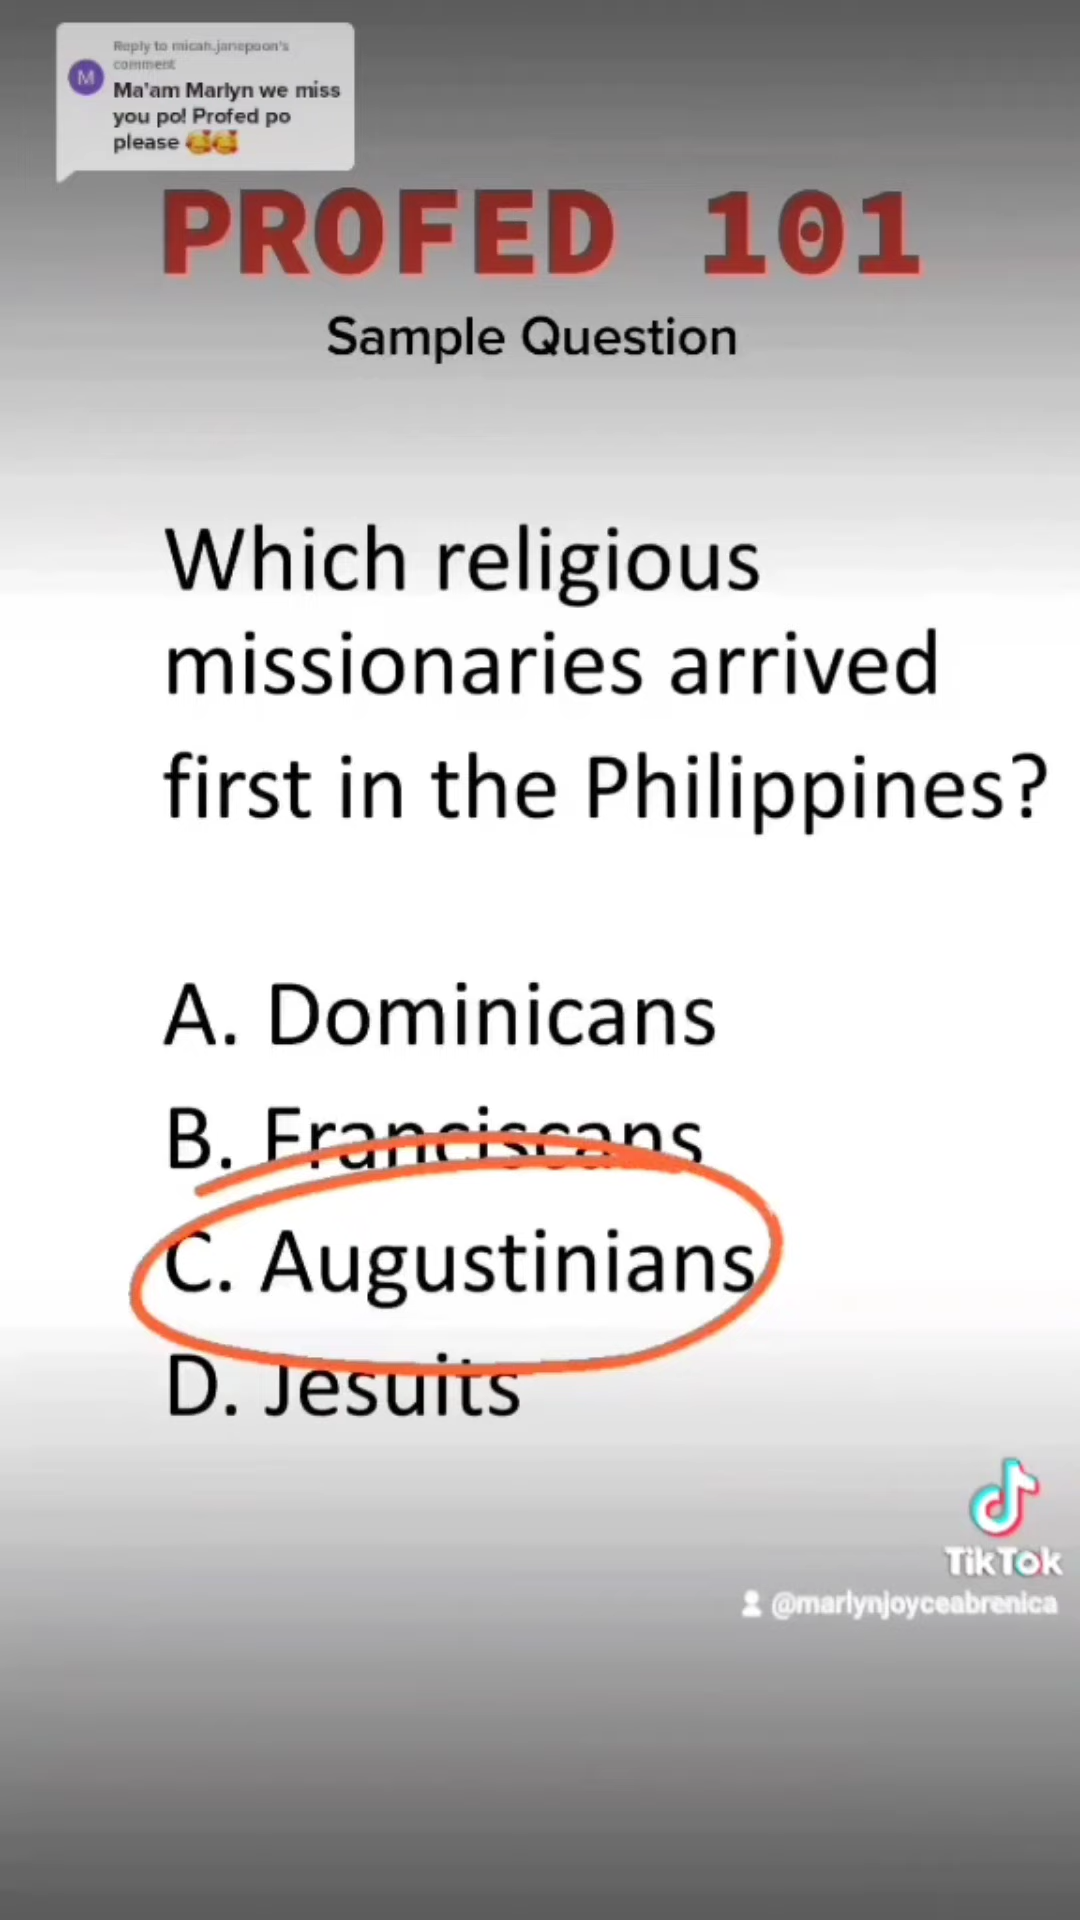 Reply to micah.janepoon's
comment
M
Ma'am Marlyn we miss
you po! Profed po
please 🥰🥰
PROFED 101
Sample Question
Which religious
missionaries arrived
first in the Philippines?
A. Dominicans
B. Franciscans
C. Augustinians
D. Jesuits
TikTok
@marlynjoyceabrenica